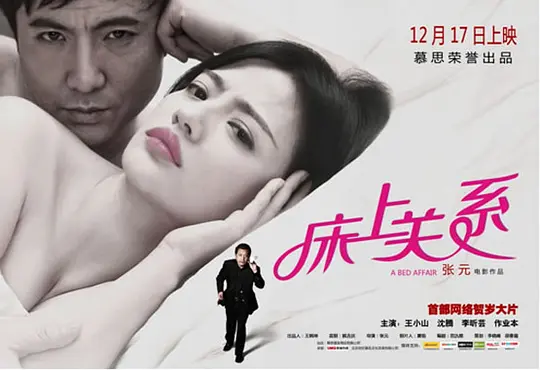 12月17日上映
慕思荣誉出品
床上关系
A BED AFFAIR 张元 电影作品
首部网络贺岁大片
主演：王小山 沈腾 李昕芸 作业本